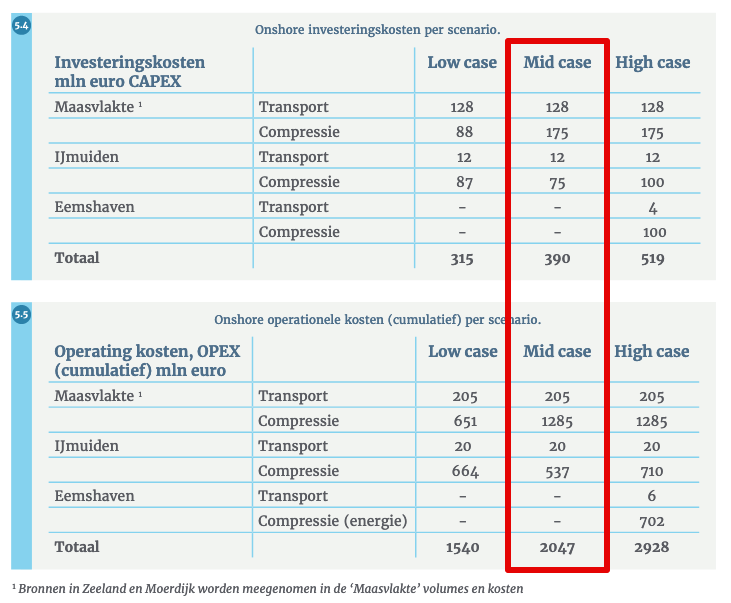 5.4
Onshore investeringskosten per scenario.
Investeringskosten Low case Mid case High case
mln euro CAPEX
Maasvlakte ¹ Transport 128 128 128
Compressie 88 175 175
IJmuiden Transport 12 12 12
Compressie 87 75 100
Eemshaven Transport – – 4
Compressie – – 100
Totaal 315 390 519
5.5
Onshore operationele kosten (cumulatief) per scenario.
Operating kosten, OPEX Low case Mid case High case
(cumulatief) mln euro
Maasvlakte ¹ Transport 205 205 205
Compressie 651 1285 1285
IJmuiden Transport 20 20 20
Compressie 664 537 710
Eemshaven Transport – – 6
Compressie (energie) – – 702
Totaal 1540 2047 2928
¹ Bronnen in Zeeland en Moerdijk worden meegenomen in de ‘Maasvlakte’ volumes en kosten